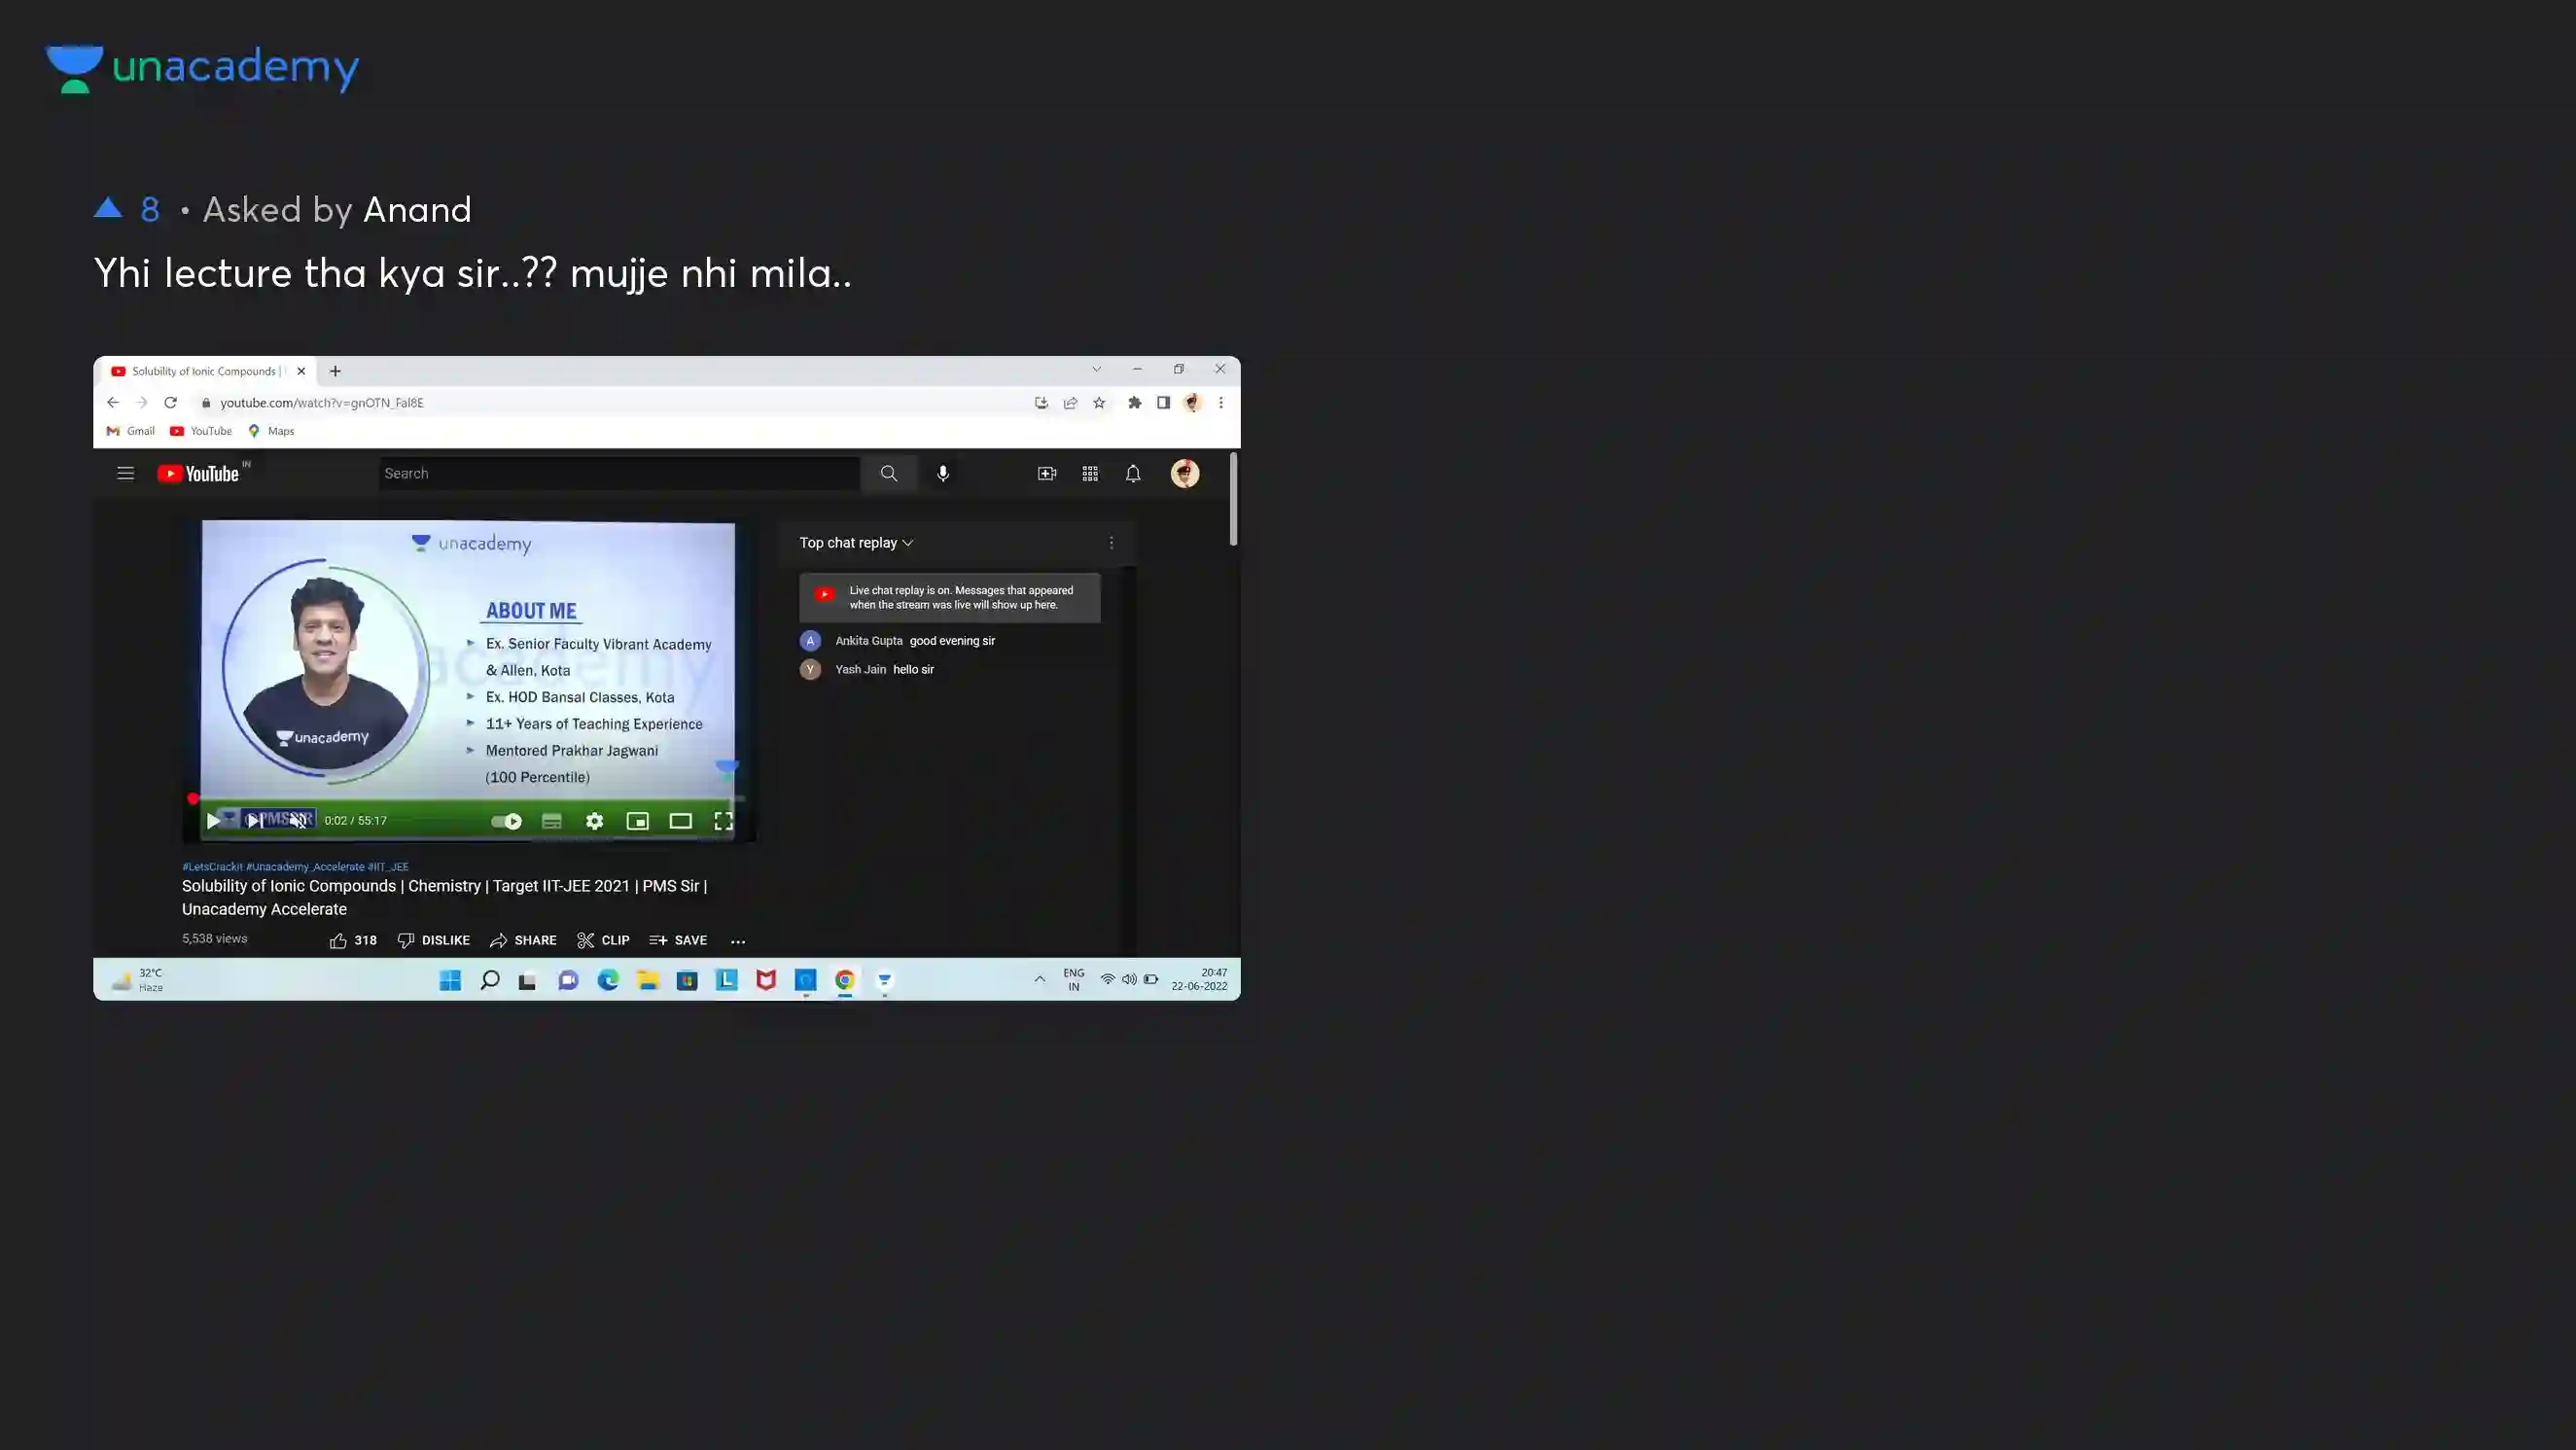 unacademy
8 • Asked by Anand
Yhi lecture tha kya sir..?? mujje nhi mila..
Solubility of Ionic Compounds |
youtube.com/watch?v=gnOTN_Fal8E
Gmail YouTube Maps
YouTube IN
Search
unacademy
ABOUT ME
Ex. Senior Faculty Vibrant Academy
& Allen, Kota
Ex. HOD Bansal Classes, Kota
11+ Years of Teaching Experience
Mentored Prakhar Jagwani
(100 Percentile)
unacademy
0:02 / 55:17
Top chat replay
Live chat replay is on. Messages that appeared
when the stream was live will show up here.
Ankita Gupta good evening sir
Yash Jain hello sir
#LetsCrackit #Unacademy_Accelerate #IIT_JEE
Solubility of Ionic Compounds | Chemistry | Target IIT-JEE 2021 | PMS Sir |
Unacademy Accelerate
5,538 views 318 DISLIKE SHARE CLIP SAVE
32°C
Haze
ENG
IN
20:47
22-06-2022